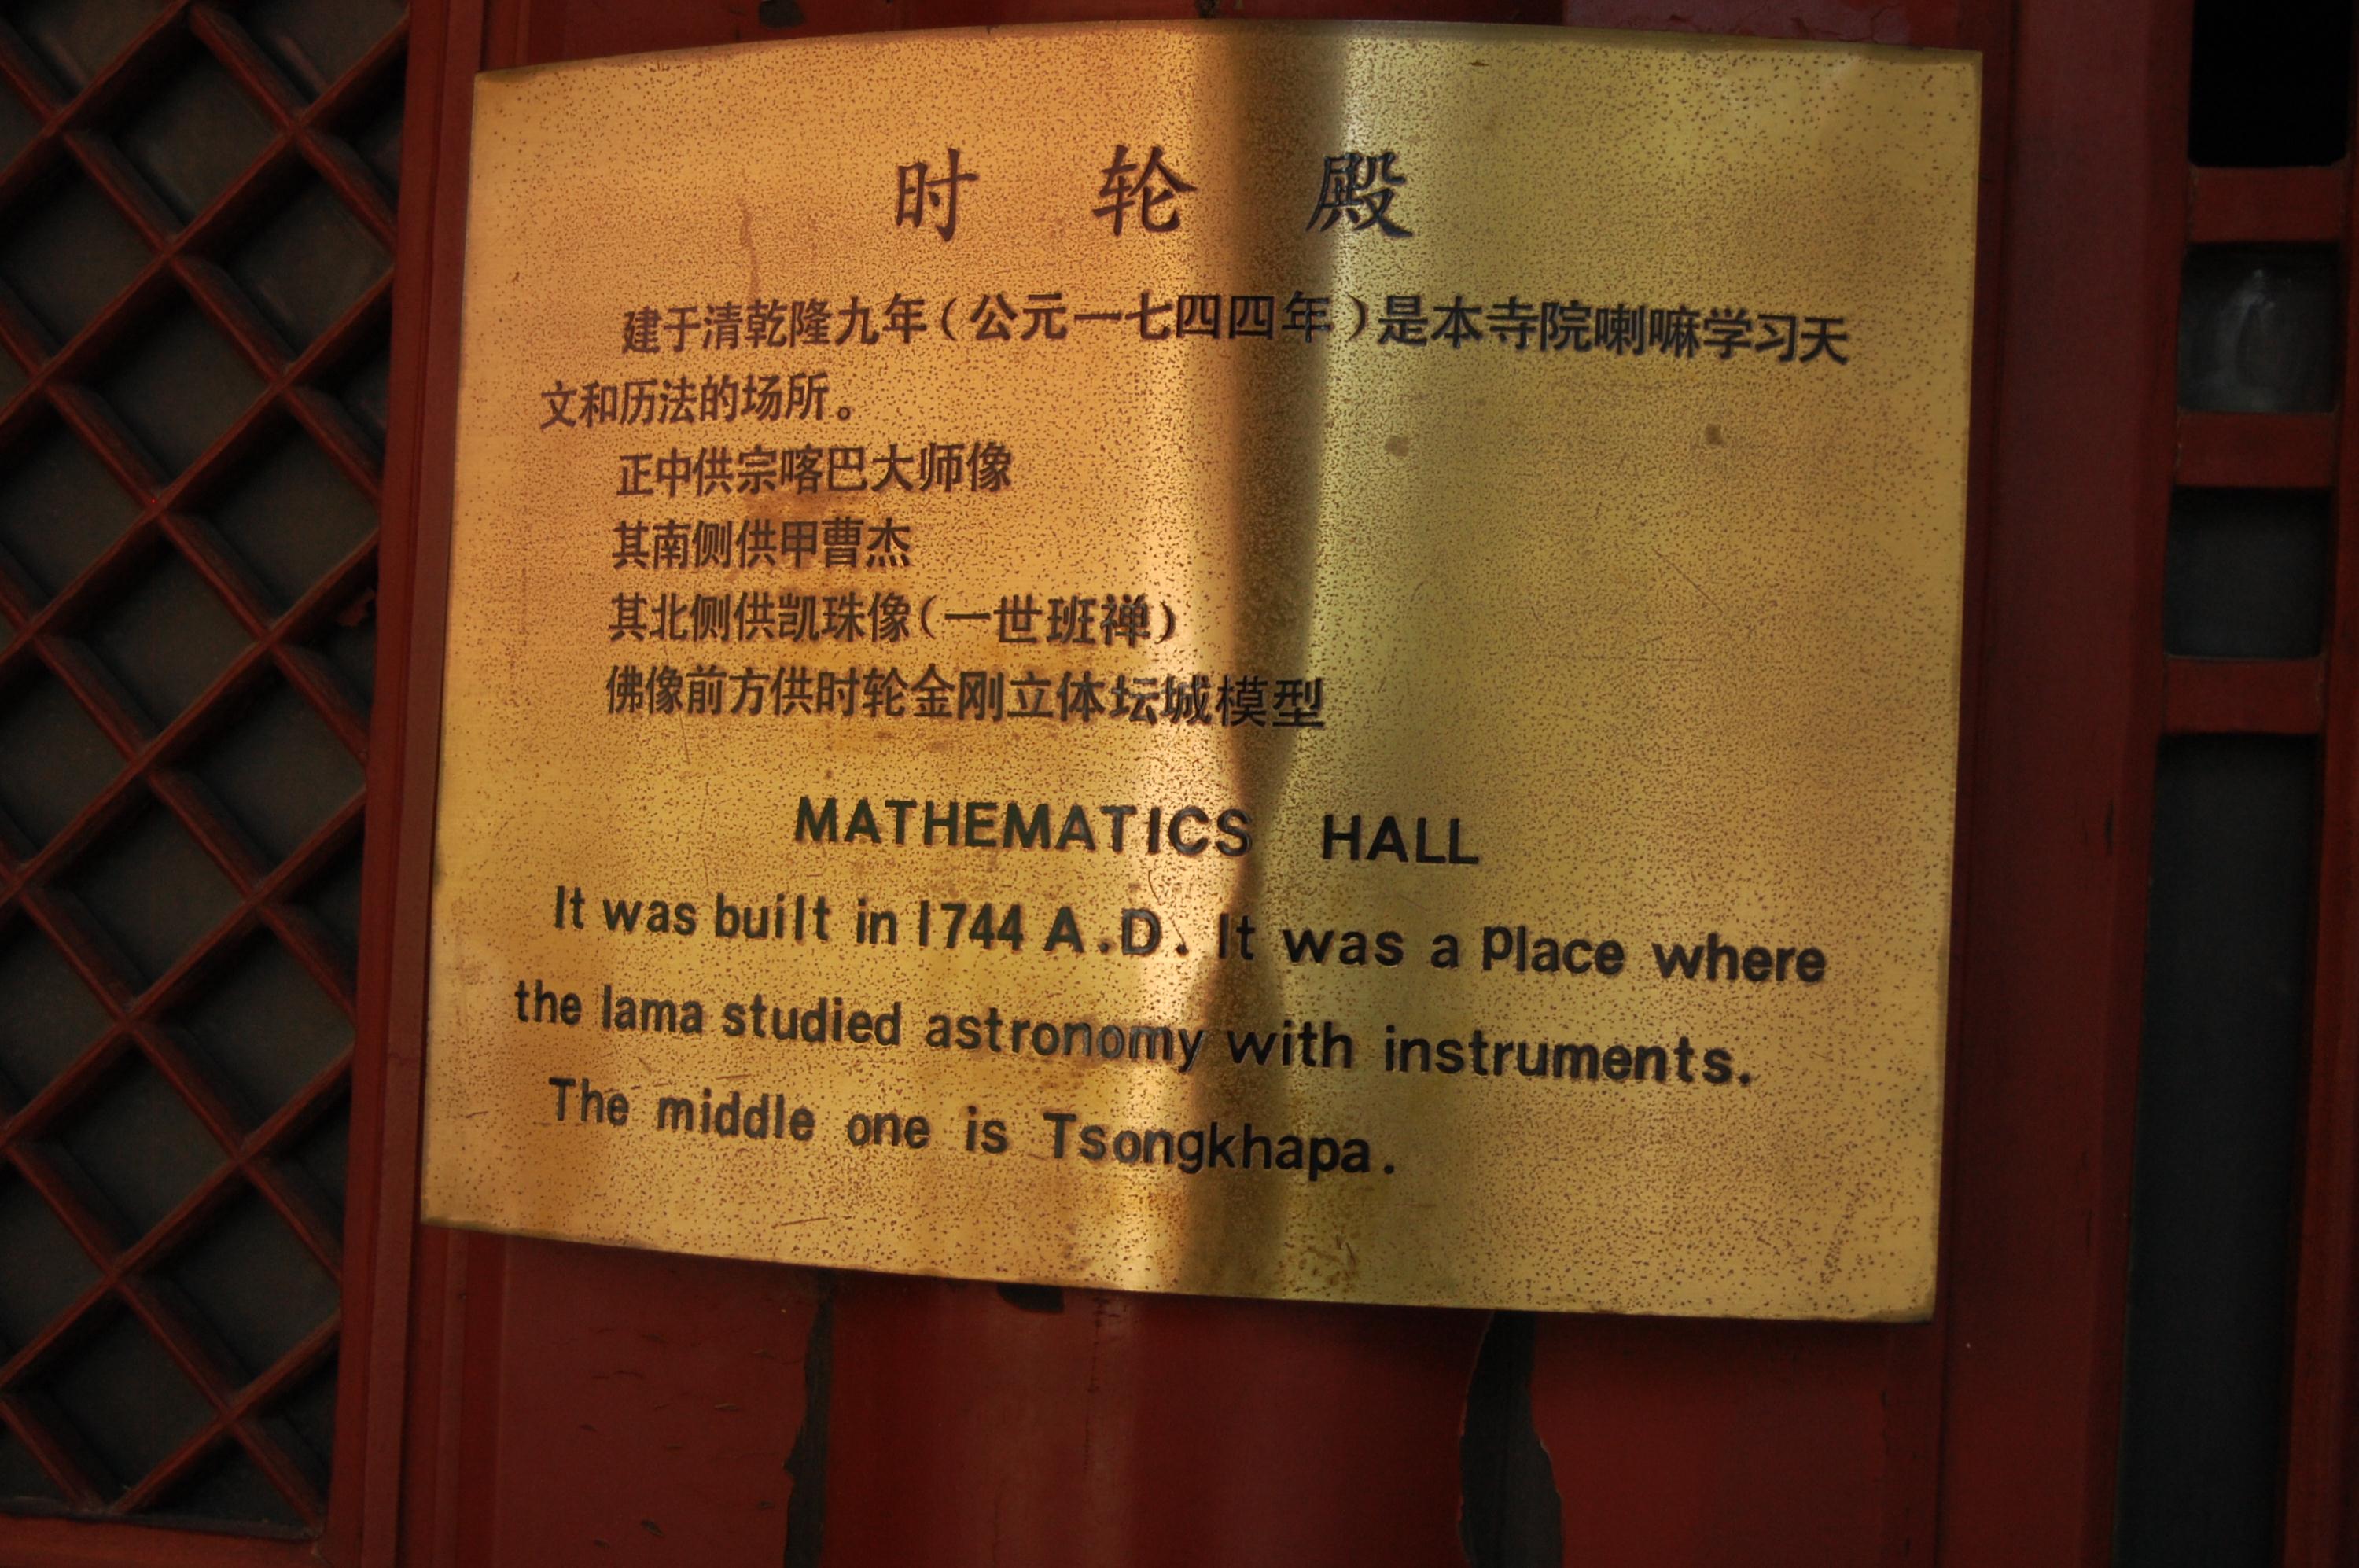 时 轮 殿
建于清乾隆九年（公元一七四四年）是本寺院喇嘛学习天
文和历法的场所。
正中供宗喀巴大师像
其南侧供甲曹杰
其北侧供凯珠像（一世班禅）
佛像前方供时轮金刚立体坛城模型
MATHEMATICS HALL
It was built in 1744 A.D. It was a Place where
the lama studied astronomy with instruments.
The middle one is Tsongkhapa.